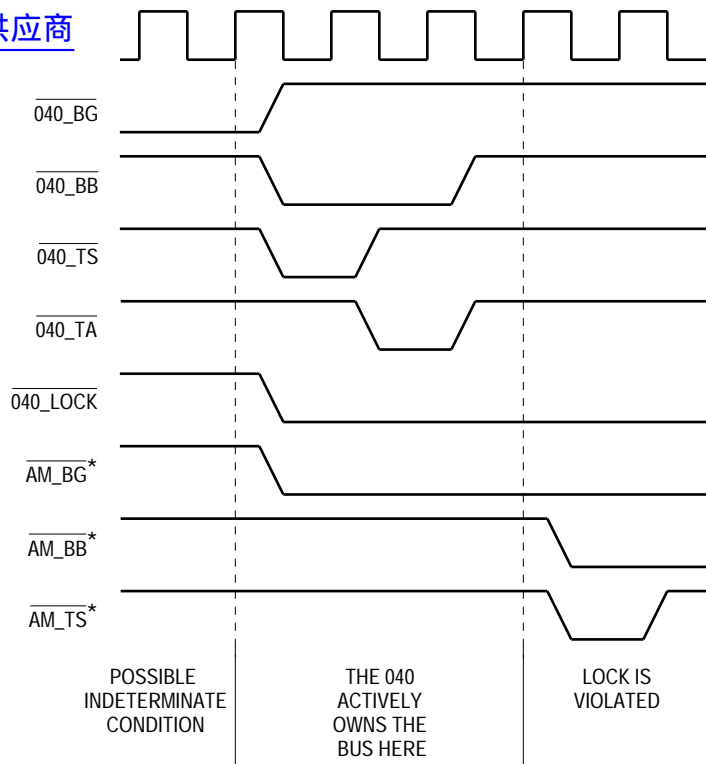 供应商
040_BG
040_BB
040_TS
040_TA
040_LOCK
AM_BG*
AM_BB*
AM_TS*
POSSIBLE
INDETERMINATE
CONDITION
THE 040
ACTIVELY
OWNS THE
BUS HERE
LOCK IS
VIOLATED